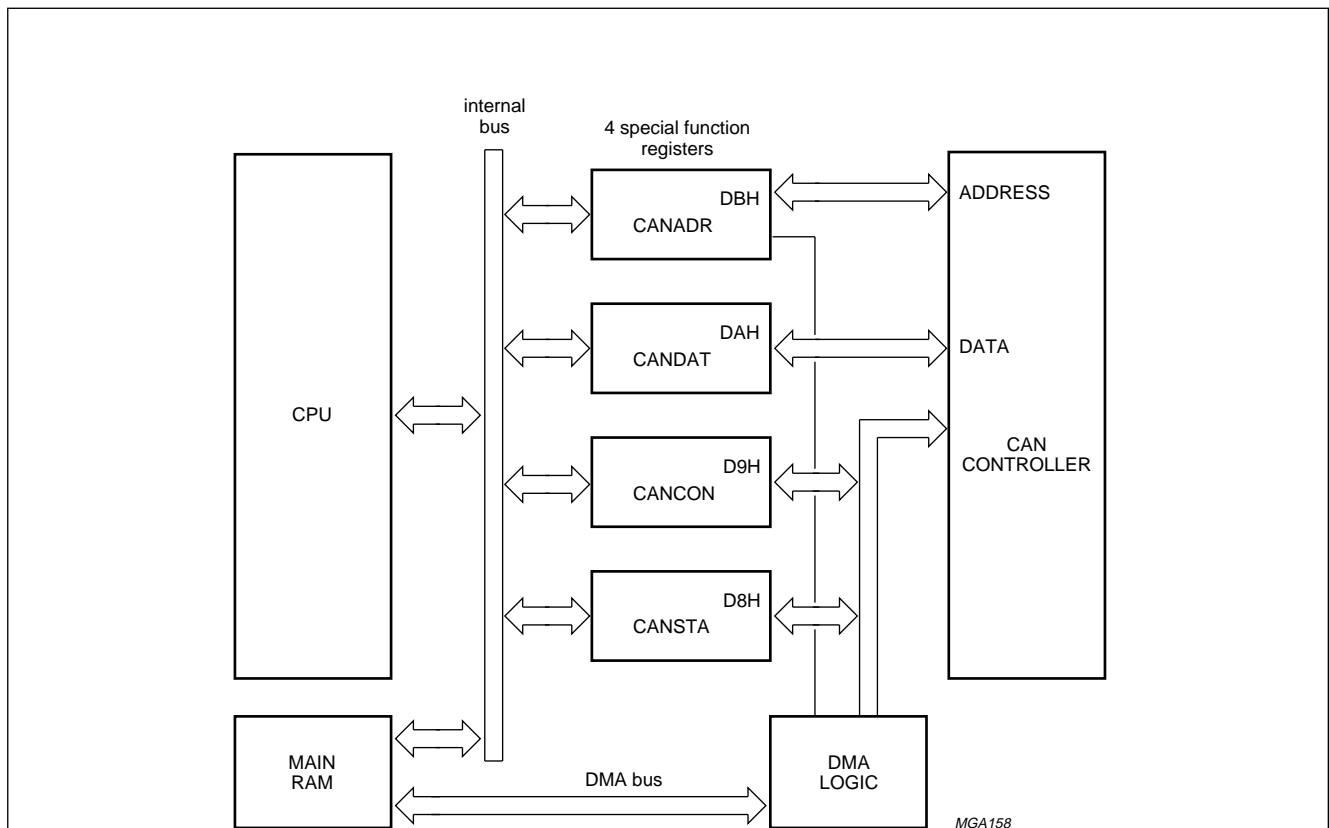 internal
bus
4 special function
registers
DBH
CANADR
ADDRESS
DAH
CANDAT
DATA
CPU
D9H
CANCON
CAN
CONTROLLER
D8H
CANSTA
MAIN
RAM
DMA bus
DMA
LOGIC
MGA158